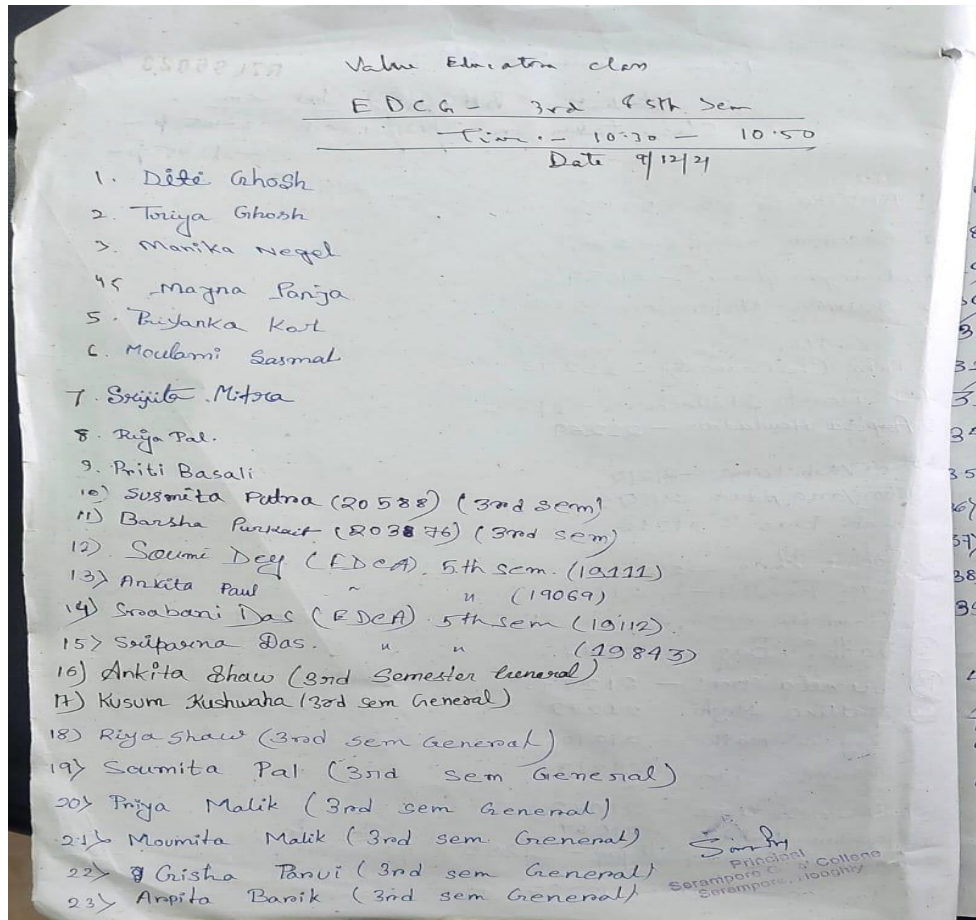 Value Education class
EDCG - 3rd & 5th Sem
Time :- 10:30 - 10:50
Date 9/12/21
1. Diti Ghosh
2. Toriya Ghosh
3. Manika Negel
4. Magna Panja
5. Priyanka Kort
6. Moulami Sasmal
7. Srijita Mitra
8. Riya Pal.
9. Priti Basali
10) Susmita Patra (20588) (3rd sem)
11) Barsha Purkait (203876) (3rd sem)
12) Soumi Dey (EDCA). 5th sem. (19111)
13) Ankita Paul " " (19069)
14) Srabani Das (EDCA) 5th sem (19112).
15) Sriparna Das. " " (19843)
16) Ankita Shaw (3rd Semester General)
17) Kusum Kushwaha (3rd sem General)
18) Riya Shaw (3rd sem General)
19) Soumita Pal (3rd sem General)
20) Priya Malik (3rd sem General)
21) Moumita Malik (3rd sem General)
22) Grisha Panui (3rd sem General)
23) Arpita Barik (3rd sem General)
Principal
Serampore College
Serampore, Hooghly